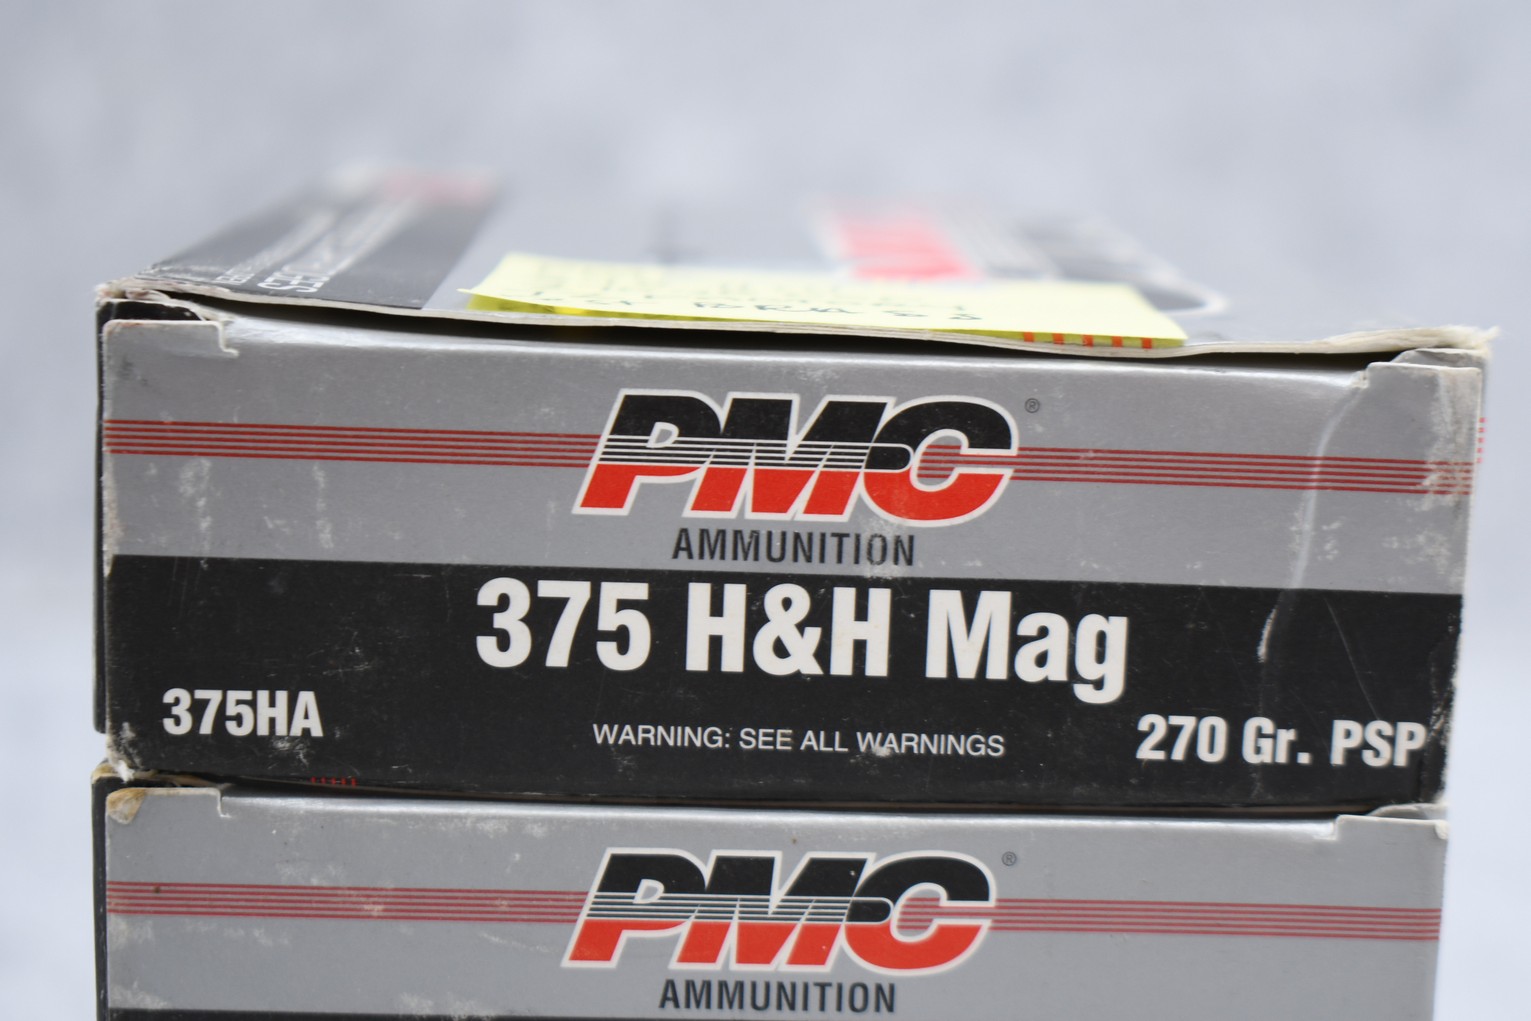 PMC®
AMMUNITION
375 H&H Mag
375HA
WARNING: SEE ALL WARNINGS
270 Gr. PSP
PMC®
AMMUNITION